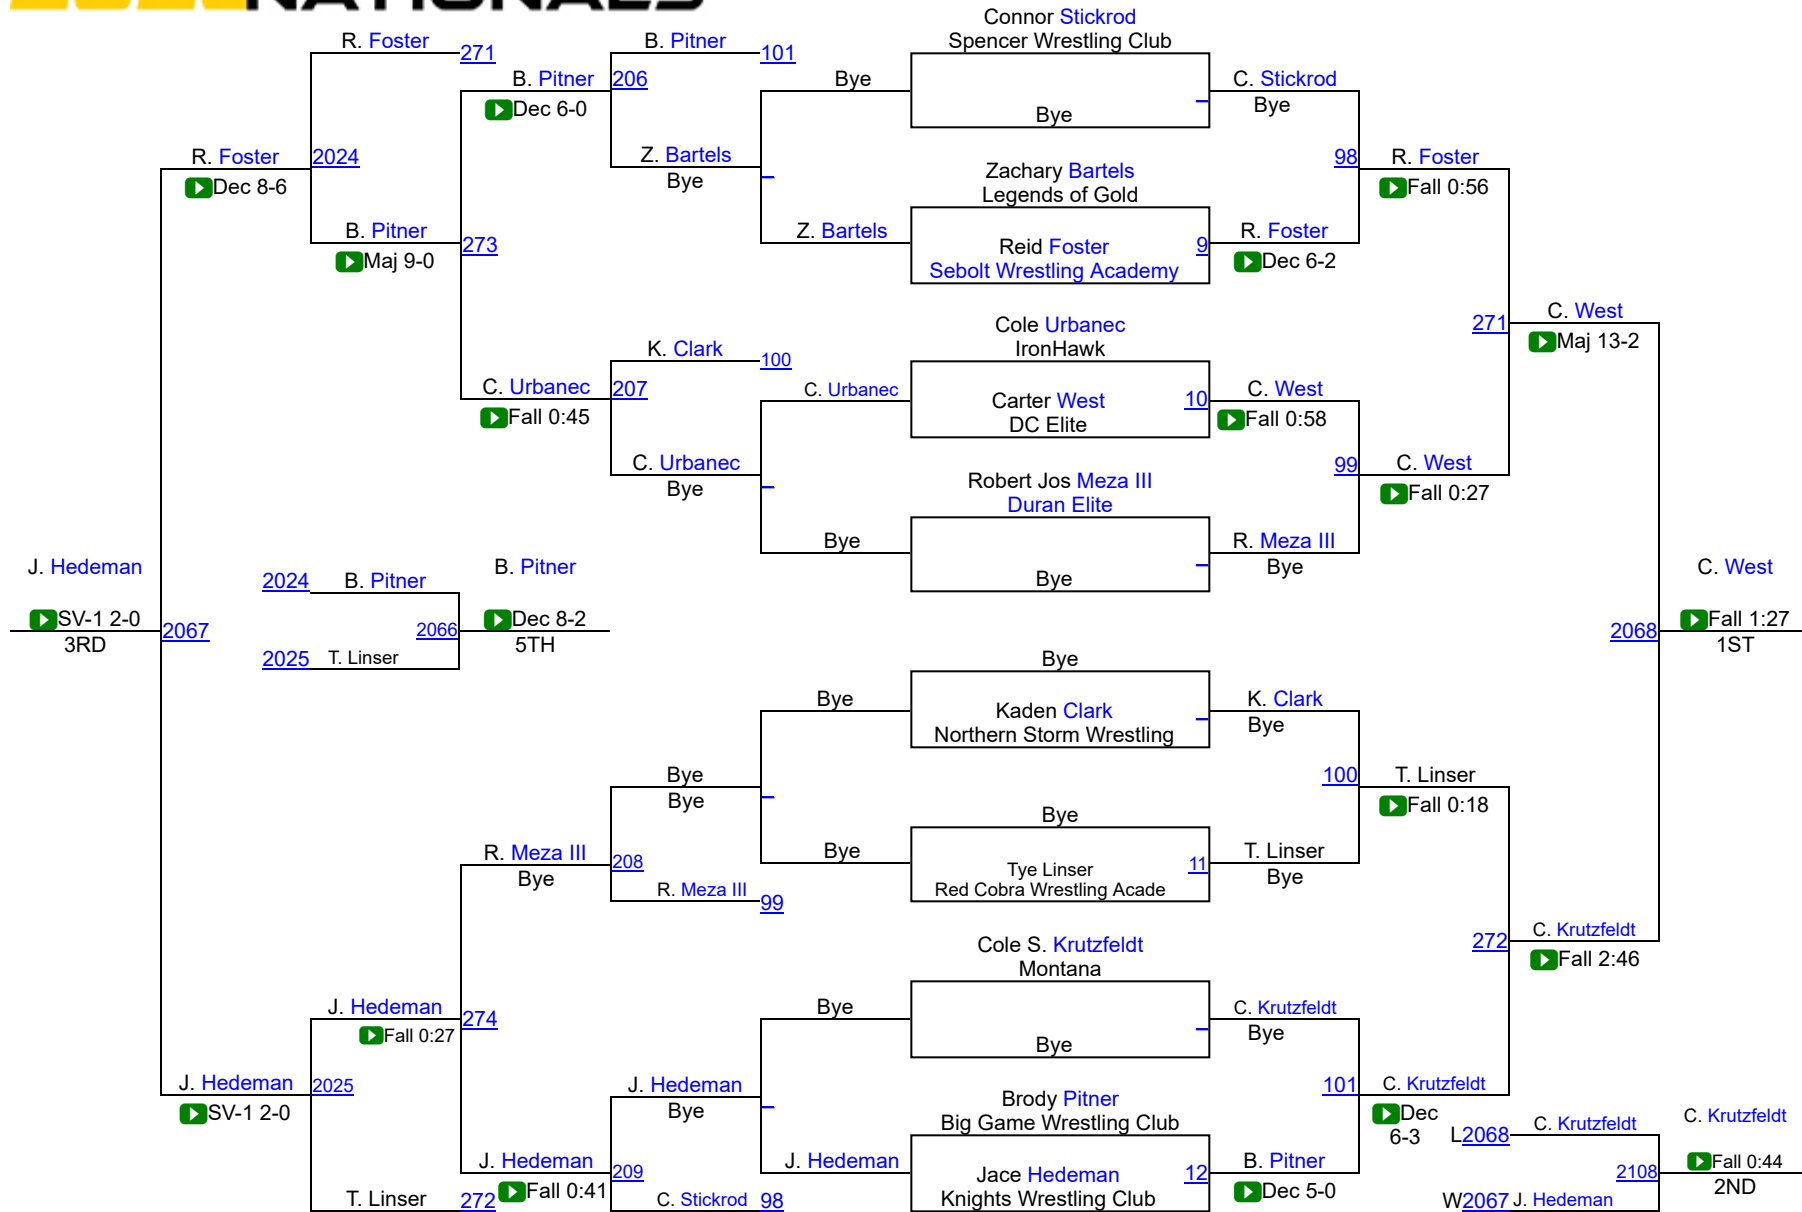 NATIONALS
Connor Stickrod
Spencer Wrestling Club
R. Foster
271
B. Pitner
101
B. Pitner
206
Dec 6-0
Bye
Bye
C. Stickrod
Bye
Z. Bartels
Bye
R. Foster
2024
Dec 8-6
98
R. Foster
Fall 0:56
Zachary Bartels
Legends of Gold
B. Pitner
273
Maj 9-0
Z. Bartels
Reid Foster
9
Sebolt Wrestling Academy
R. Foster
Dec 6-2
Cole Urbanec
IronHawk
271
C. West
Maj 13-2
K. Clark
100
C. Urbanec
207
Fall 0:45
C. Urbanec
Carter West
10
DC Elite
C. West
Fall 0:58
C. Urbanec
Bye
99
C. West
Fall 0:27
Robert Jos Meza III
Duran Elite
Bye
Bye
R. Meza III
Bye
J. Hedeman
SV-1 2-0
3RD
2067
2024
B. Pitner
B. Pitner
2066
Dec 8-2
5TH
2025
T. Linser
C. West
2068
Fall 1:27
1ST
Bye
Bye
Kaden Clark
Northern Storm Wrestling
K. Clark
Bye
Bye
Bye
100
T. Linser
Fall 0:18
Bye
R. Meza III
208
Bye
Bye
Tye Linser
11
Red Cobra Wrestling Acade
T. Linser
Bye
R. Meza III
99
Cole S. Krutzfeldt
Montana
272
C. Krutzfeldt
Fall 2:46
J. Hedeman
274
Fall 0:27
Bye
Bye
C. Krutzfeldt
Bye
J. Hedeman
2025
SV-1 2-0
J. Hedeman
Bye
Brody Pitner
Big Game Wrestling Club
101
C. Krutzfeldt
Dec
6-3
J. Hedeman
209
Fall 0:41
J. Hedeman
Jace Hedeman
12
Knights Wrestling Club
B. Pitner
Dec 5-0
T. Linser
272
C. Stickrod
98
L2068
C. Krutzfeldt
C. Krutzfeldt
2108
Fall 0:44
2ND
W2067
J. Hedeman